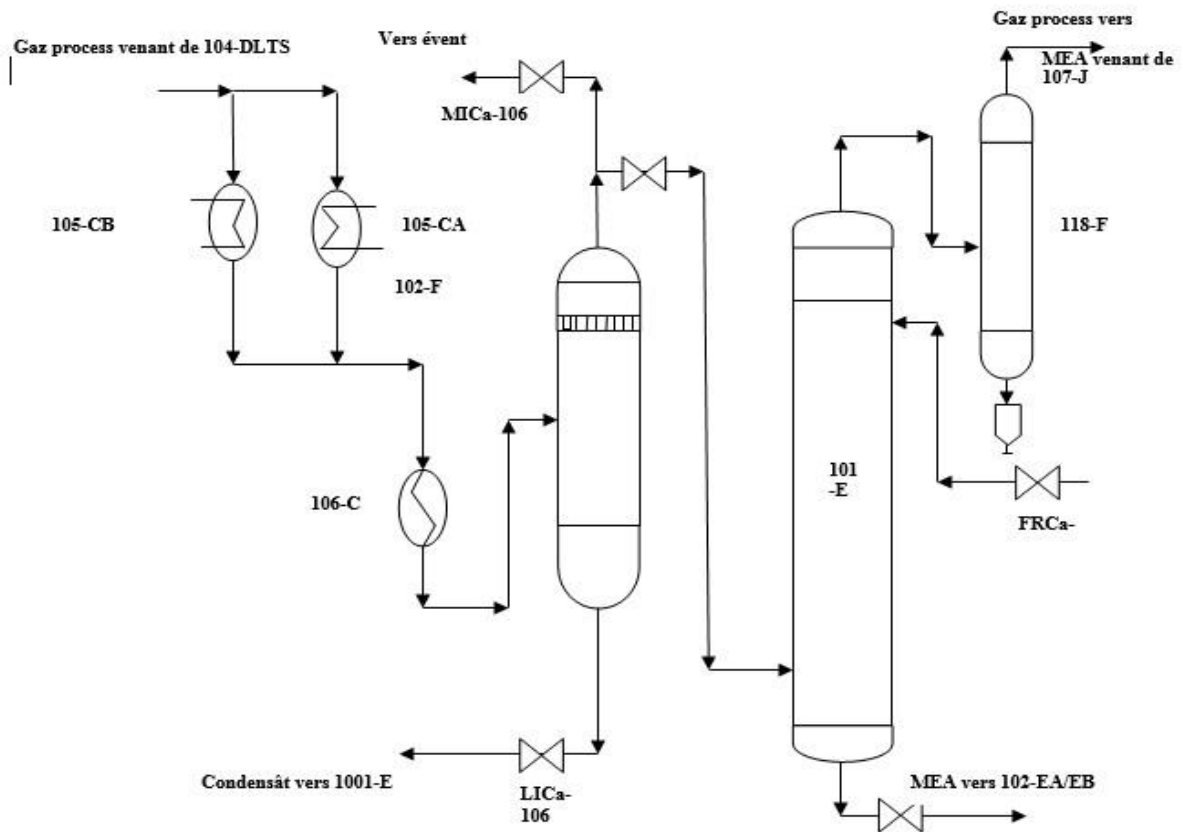 Gaz process vers
Gaz process venant de 104-DLTS
Vers évent
MEA venant de
107-J
MICa-106
105-CB
105-CA
118-F
102-F
101
-E
106-C
FRCa-
Condensât vers 1001-E
LICa-
106
MEA vers 102-EA/EB